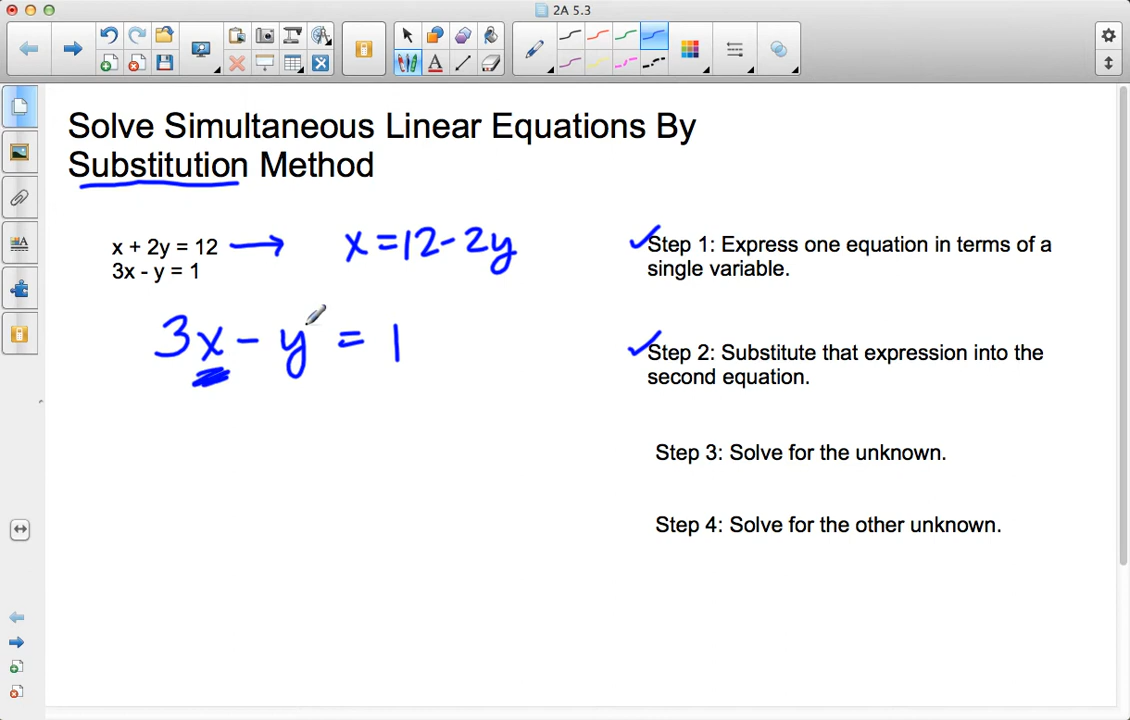 2A 5.3
Solve Simultaneous Linear Equations By
Substitution Method
x + 2y = 12 → x = 12 - 2y
3x - y = 1
3x - y = 1
✓Step 1: Express one equation in terms of a
single variable.
✓Step 2: Substitute that expression into the
second equation.
Step 3: Solve for the unknown.
Step 4: Solve for the other unknown.